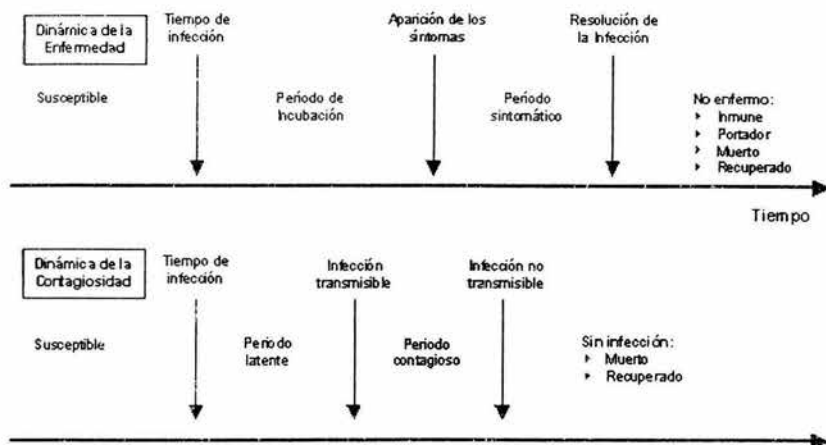 Dinámica de la
Enfermedad
Tiempo de
infección
Aparición de los
síntomas
Resolución de
la Infección
Susceptible
Período de
Incubación
Período
sintomático
No enfermo:
Inmune
Portador
Muerto
Recuperado
Tiempo
Dinámica de la
Contagiosidad
Tiempo de
infección
Infección
transmisible
Infección no
transmisible
Susceptible
Periodo
latente
Periodo
contagioso
Sin infección:
Muerto
Recuperado